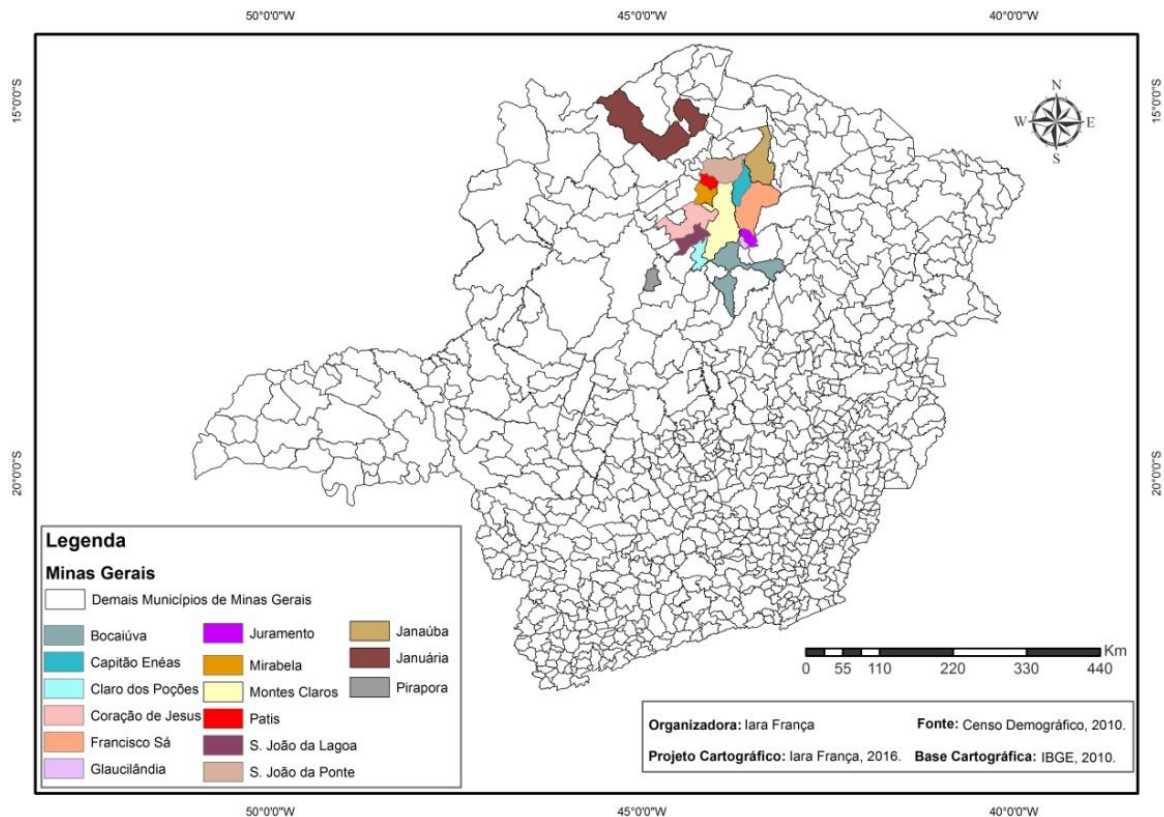 50°0'0"W 45°0'0"W 40°0'0"W
15°0'0"S 15°0'0"S
N
W E
S
20°0'0"S 20°0'0"S
Legenda
Minas Gerais
Demais Municípios de Minas Gerais
Bocaiúva
Capitão Enéas
Claro dos Poções
Coração de Jesus
Francisco Sá
Glaucilândia
Juramento
Mirabela
Montes Claros
Patis
S. João da Lagoa
S. João da Ponte
Janaúba
Januária
Pirapora
Km
0 55 110 220 330 440
Organizadora: Iara França Fonte: Censo Demográfico, 2010.
Projeto Cartográfico: Iara França, 2016. Base Cartográfica: IBGE, 2010.
50°0'0"W 45°0'0"W 40°0'0"W